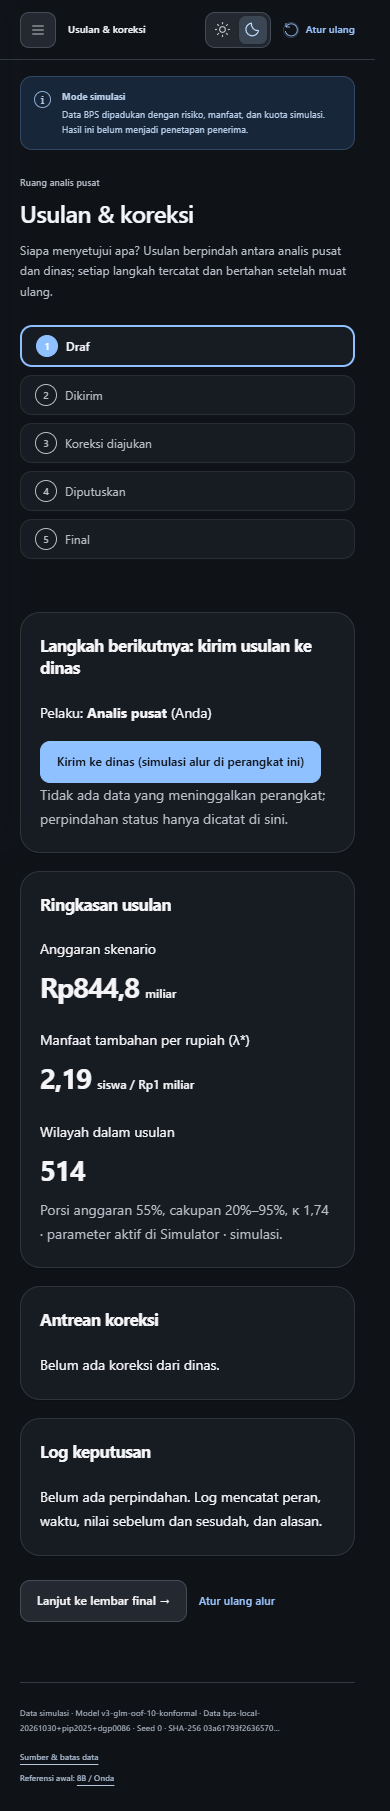 Usulan & koreksi
Atur ulang
Mode simulasi
Data BPS dipadukan dengan risiko, manfaat, dan kuota simulasi.
Hasil ini belum menjadi penetapan penerima.
Ruang analis pusat
Usulan & koreksi
Siapa menyetujui apa? Usulan berpindah antara analis pusat
dan dinas; setiap langkah tercatat dan bertahan setelah muat
ulang.
1 Draf
2 Dikirim
3 Koreksi diajukan
4 Diputuskan
5 Final
Langkah berikutnya: kirim usulan ke
dinas
Pelaku: Analis pusat (Anda)
Kirim ke dinas (simulasi alur di perangkat ini)
Tidak ada data yang meninggalkan perangkat;
perpindahan status hanya dicatat di sini.
Ringkasan usulan
Anggaran skenario
Rp844,8 miliar
Manfaat tambahan per rupiah (λ*)
2,19 siswa / Rp1 miliar
Wilayah dalam usulan
514
Porsi anggaran 55%, cakupan 20%–95%, κ 1,74
· parameter aktif di Simulator · simulasi.
Antrean koreksi
Belum ada koreksi dari dinas.
Log keputusan
Belum ada perpindahan. Log mencatat peran,
waktu, nilai sebelum dan sesudah, dan alasan.
Lanjut ke lembar final →
Atur ulang alur
Data simulasi · Model v3-glm-oof-10-konformal · Data bps-local-
20261030+pip2025+dgp0086 · Seed 0 · SHA-256 03a61793f2636570…
Sumber & batas data
Referensi awal: 8B / Onda